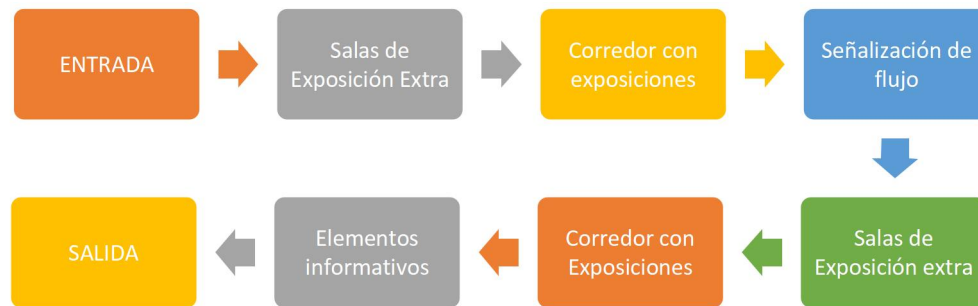 ENTRADA
Salas de
Exposición Extra
Corredor con
exposiciones
Señalización de
flujo
Salas de
Exposición extra
Corredor con
Exposiciones
Elementos
informativos
SALIDA